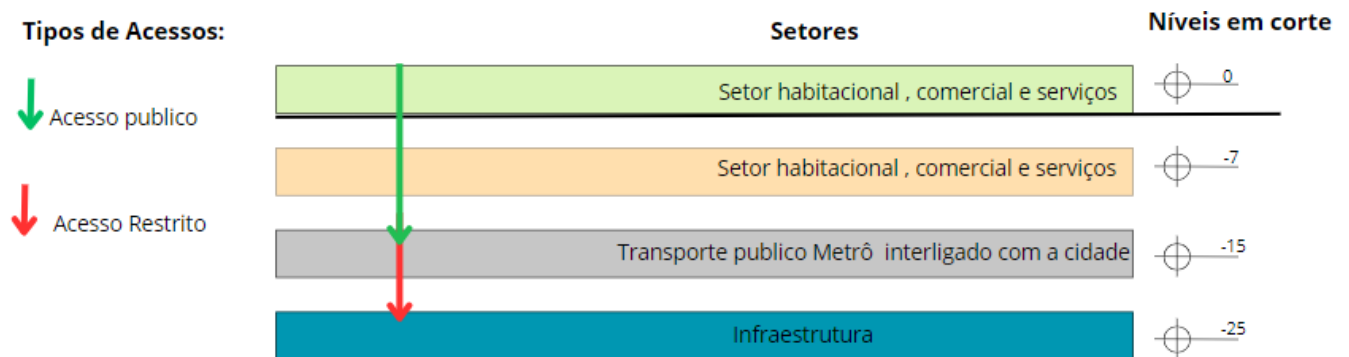 Tipos de Acessos:
Setores
Níveis em corte
Setor habitacional , comercial e serviços
0
Acesso publico
Setor habitacional , comercial e serviços
-7
Acesso Restrito
Transporte publico Metrô interligado com a cidade
-15
Infraestrutura
-25